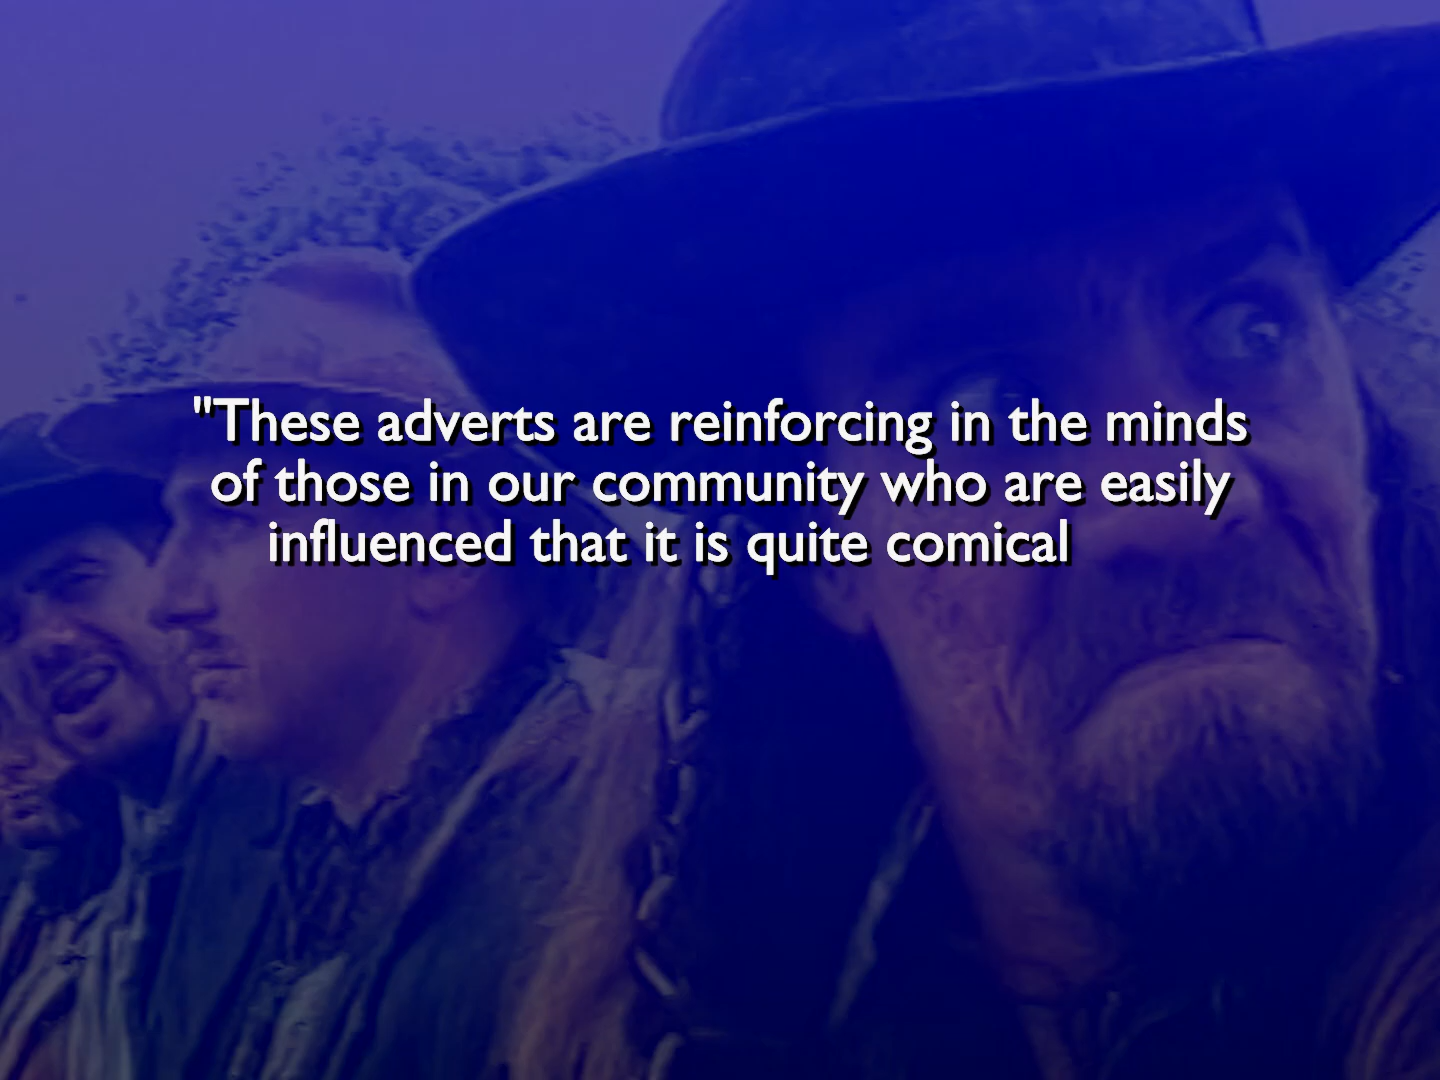 "These adverts are reinforcing in the minds
of those in our community who are easily
influenced that it is quite comical